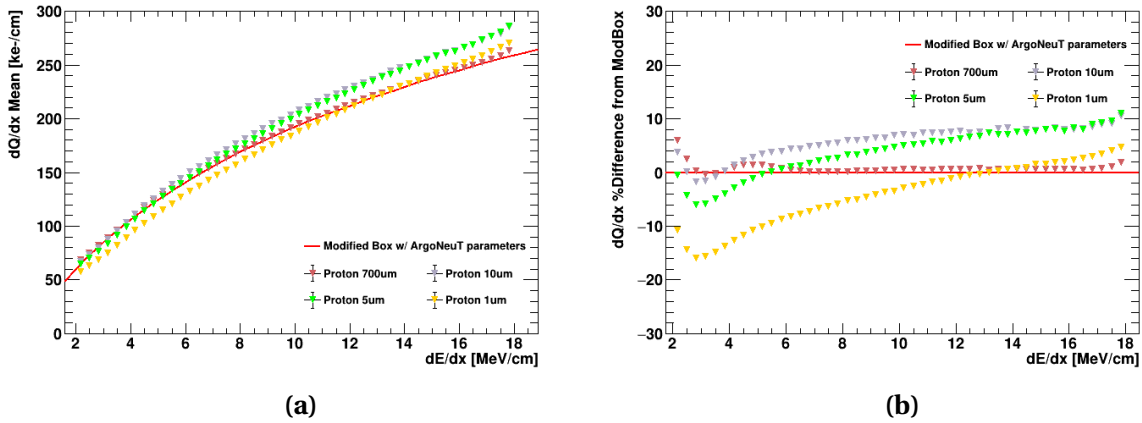 dQ/dx Mean [ke-/cm]
300
250
200
150
100
50
0
Modified Box w/ ArgoNeuT parameters
Proton 700um
Proton 10um
Proton 5um
Proton 1um
2 4 6 8 10 12 14 16 18
dE/dx [MeV/cm]
(a)
dQ/dx %Difference from ModBox
30
20
10
0
−10
−20
−30
Modified Box w/ ArgoNeuT parameters
Proton 700um
Proton 10um
Proton 5um
Proton 1um
2 4 6 8 10 12 14 16 18
dE/dx [MeV/cm]
(b)